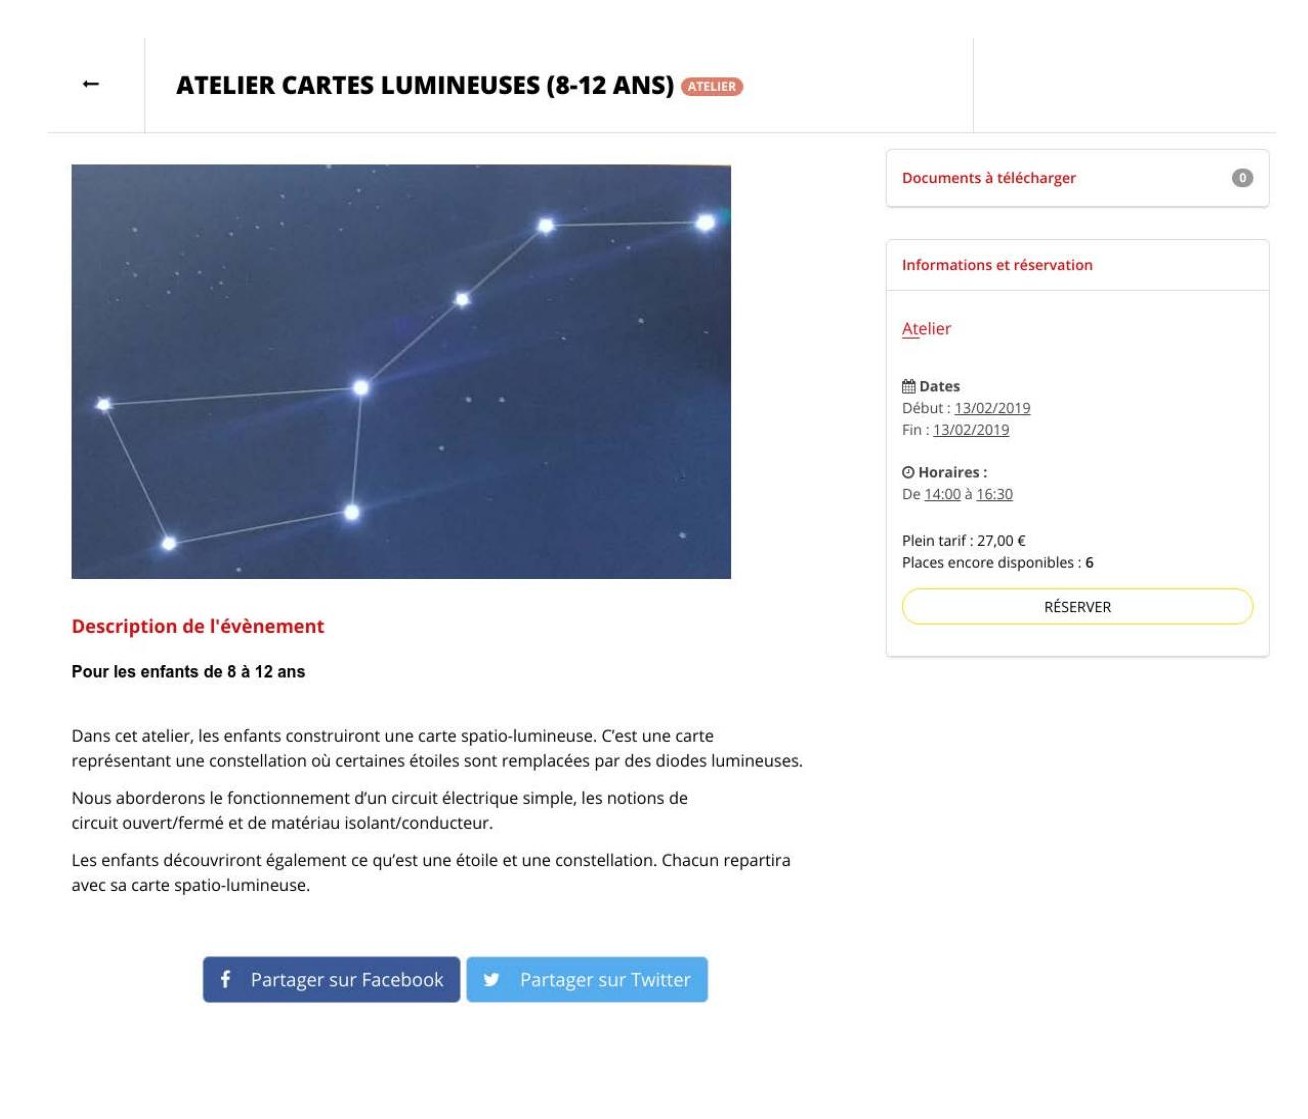 ATELIER CARTES LUMINEUSES (8-12 ANS) ATELIER
Documents à télécharger 0
Informations et réservation
Atelier
Dates
Début : 13/02/2019
Fin : 13/02/2019
Horaires :
De 14:00 à 16:30
Plein tarif : 27,00 €
Places encore disponibles : 6
RÉSERVER
Description de l'évènement
Pour les enfants de 8 à 12 ans
Dans cet atelier, les enfants construiront une carte spatio-lumineuse. C'est une carte
représentant une constellation où certaines étoiles sont remplacées par des diodes lumineuses.
Nous aborderons le fonctionnement d'un circuit électrique simple, les notions de
circuit ouvert/fermé et de matériau isolant/conducteur.
Les enfants découvriront également ce qu'est une étoile et une constellation. Chacun repartira
avec sa carte spatio-lumineuse.
Partager sur Facebook
Partager sur Twitter